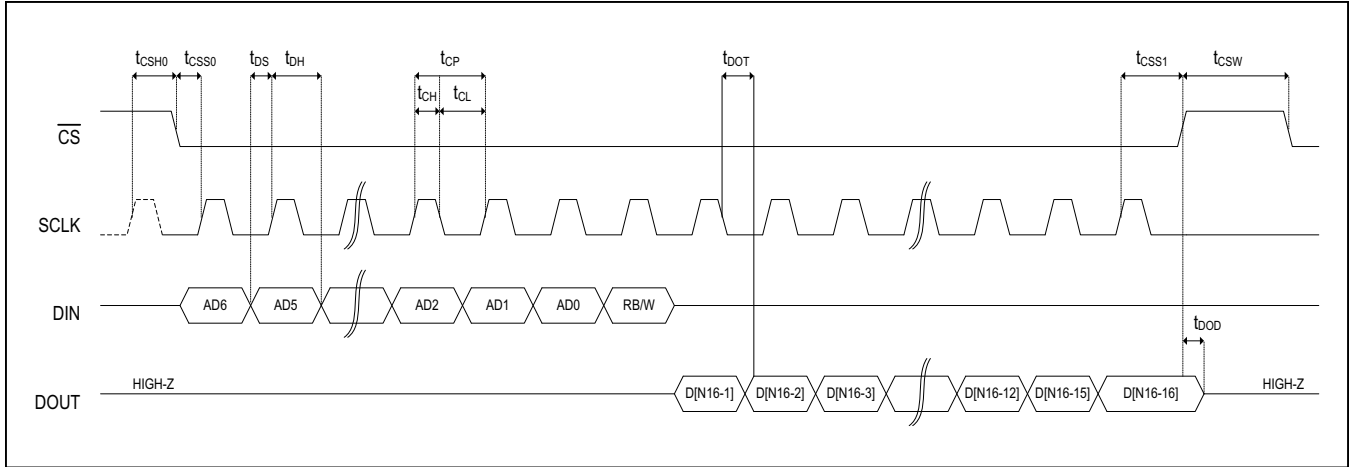 tCSH0 tCSS0 tDS tDH tCP tDOT tCSS1 tCSW
tCH tCL
CS
SCLK
DIN AD6 AD5 AD2 AD1 AD0 RB/W
tDOD
DOUT HIGH-Z D[N16-1] D[N16-2] D[N16-3] D[N16-12] D[N16-15] D[N16-16] HIGH-Z